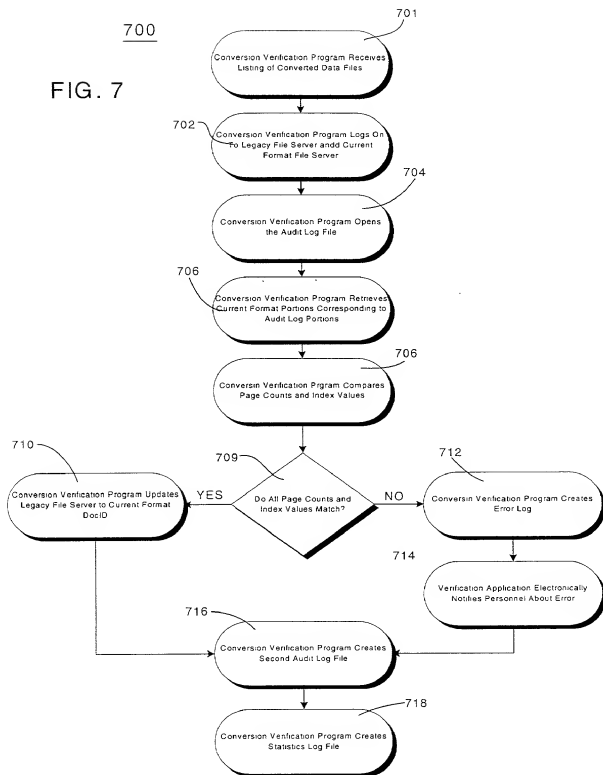 700
FIG. 7
701
Conversion Verification Program Receives
Listing of Converted Data Files
702
Conversion Verification Program Logs On
To Legacy File Server andd Current
Format File Server
704
Conversion Verification Program Opens
the Audit Log File
706
Conversion Verification Program Retrieves
Current Format Portions Corresponding to
Audit Log Portions
706
Conversin Verification Prgram Compares
Page Counts and Index Values
709
Do All Page Counts and
Index Values Match?
YES
NO
710
Conversion Verification Program Updates
Legacy File Server to Current Format
DocID
712
Conversin Verification Program Creates
Error Log
714
Verification Application Electronically
Notifies Personnel About Error
716
Conversion Verification Program Creates
Second Audit Log File
718
Conversion Verification Program Creates
Statistics Log File